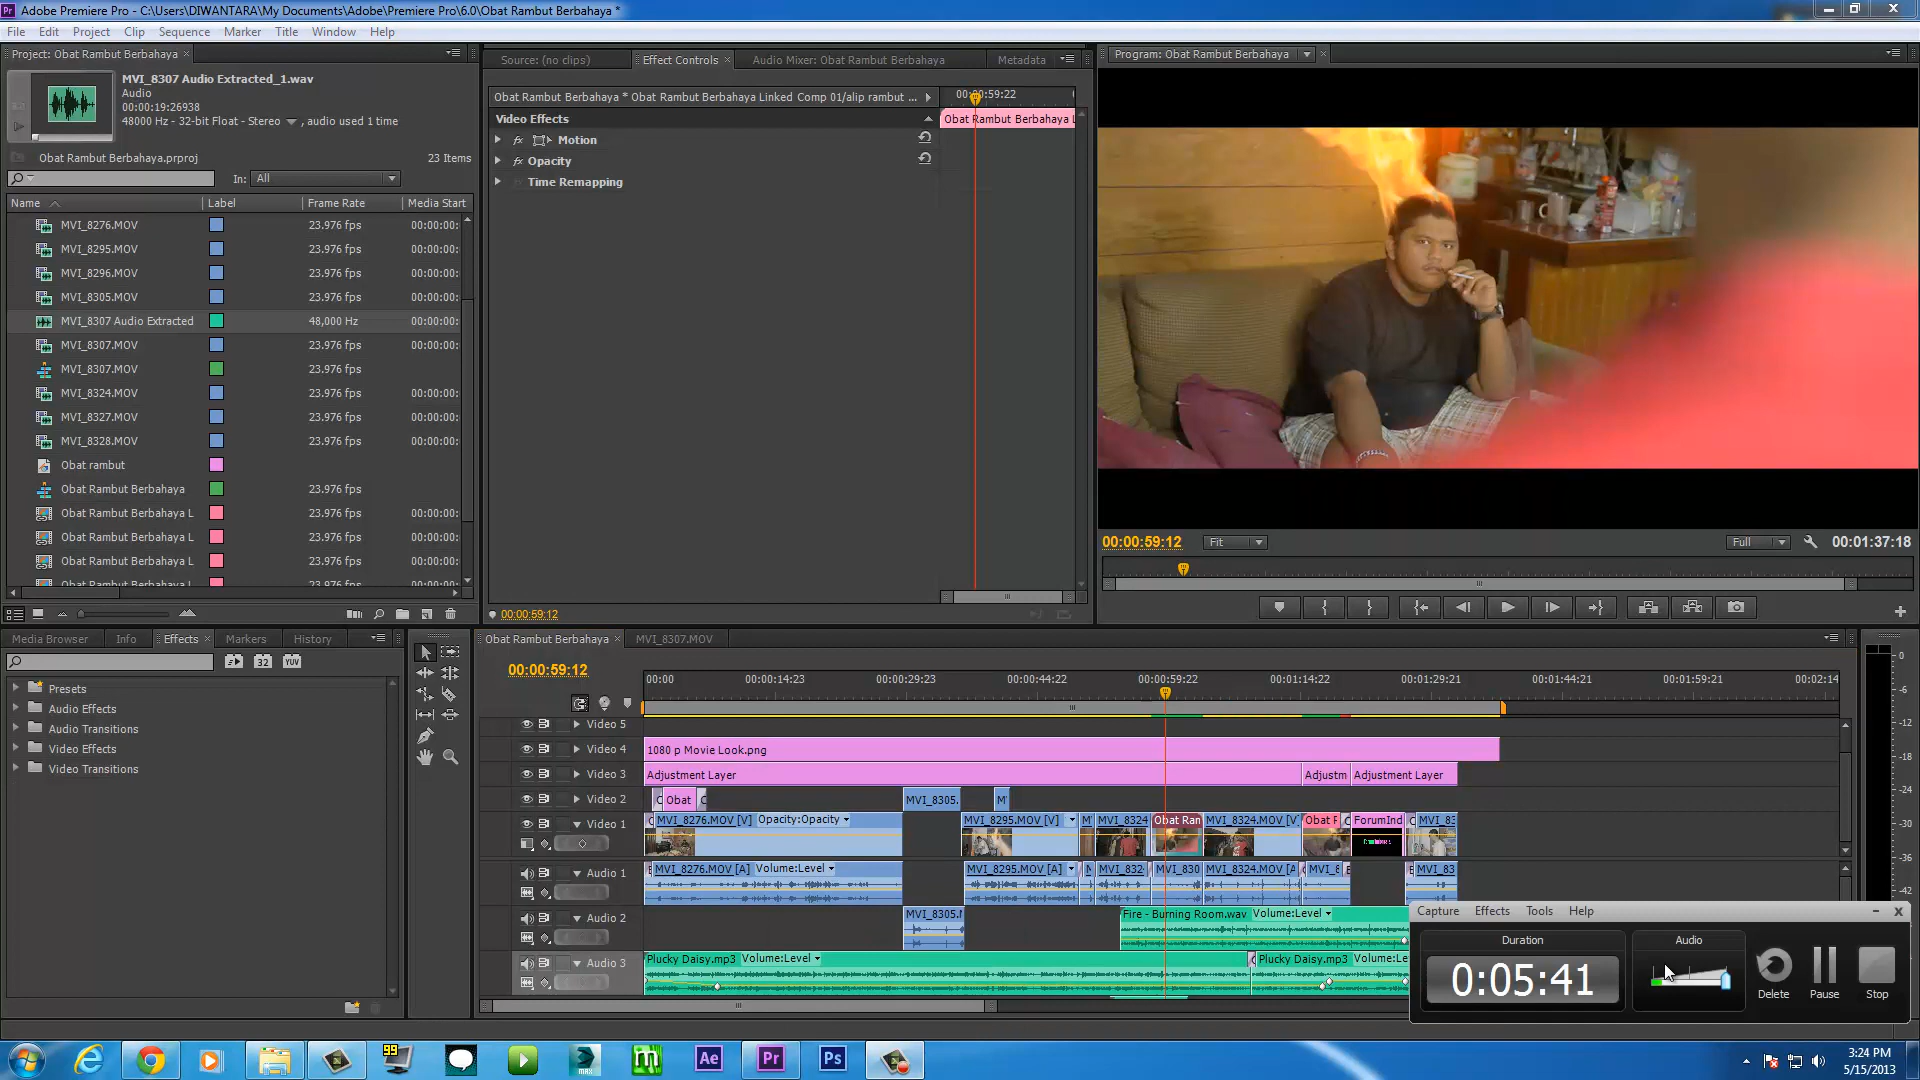 Adobe Premiere Pro - C:\Users\DIWANTARA\My Documents\Adobe\Premiere Pro\6.0\Obat Rambut Berbahaya *
File Edit Project Clip Sequence Marker Title Window Help
Project: Obat Rambut Berbahaya
MVI_8307 Audio Extracted_1.wav
Audio
00:00:19:26938
48000 Hz - 32-bit Float - Stereo , audio used 1 time
Obat Rambut Berbahaya.prproj 23 Items
In: All
Name Label Frame Rate Media Start
MVI_8276.MOV 23.976 fps 00:00:00:
MVI_8295.MOV 23.976 fps 00:00:00:
MVI_8296.MOV 23.976 fps 00:00:00:
MVI_8305.MOV 23.976 fps 00:00:00:
MVI_8307 Audio Extracted 48,000 Hz 00:00:00:
MVI_8307.MOV 23.976 fps 00:00:00:
MVI_8307.MOV 23.976 fps
MVI_8324.MOV 23.976 fps 00:00:00:
MVI_8327.MOV 23.976 fps 00:00:00:
MVI_8328.MOV 23.976 fps 00:00:00:
Obat rambut
Obat Rambut Berbahaya 23.976 fps
Obat Rambut Berbahaya L 23.976 fps 00:00:00:
Obat Rambut Berbahaya L 23.976 fps 00:00:00:
Obat Rambut Berbahaya L 23.976 fps 00:00:00:
Obat Rambut Berbahaya L 23.976 fps 00:00:00:
Source: (no clips) Effect Controls Audio Mixer: Obat Rambut Berbahaya Metadata
Obat Rambut Berbahaya * Obat Rambut Berbahaya Linked Comp 01/alip rambut ...
00:00:59:22
Video Effects
Obat Rambut Berbahaya L
fx Motion
fx Opacity
Time Remapping
00:00:59:12
Program: Obat Rambut Berbahaya
00:00:59:12 Fit Full 00:01:37:18
Media Browser Info Effects Markers History
32 YUV
Presets
Audio Effects
Audio Transitions
Video Effects
Video Transitions
Obat Rambut Berbahaya MVI_8307.MOV
00:00:59:12
00:00 00:00:14:23 00:00:29:23 00:00:44:22 00:00:59:22 00:01:14:22 00:01:29:21 00:01:44:21 00:01:59:21 00:02:14
Video 5
Video 4 1080 p Movie Look.png
Video 3 Adjustment Layer Adjustm Adjustment Layer
Video 2 Obat MVI_8305.
Video 1 MVI_8276.MOV [V] Opacity:Opacity MVI_8295.MOV [V] MVI_8324 Obat Ran MVI_8324.MOV [V] Obat F ForumInd MVI_83
Audio 1 MVI_8276.MOV [A] Volume:Level MVI_8295.MOV [A] MVI_832 MVI_830 MVI_8324.MOV [A MVI_8 MVI_83
Audio 2 MVI_8305.M Fire - Burning Room.wav Volume:Level
Audio 3 Plucky Daisy.mp3 Volume:Level Plucky Daisy.mp3 Volume:Le
0
-6
-12
-18
-24
-30
-36
-42
Capture Effects Tools Help
Duration
0:05:41
Audio
Delete Pause Stop
99
MAX
Ae Pr Ps
3:24 PM
5/15/2013